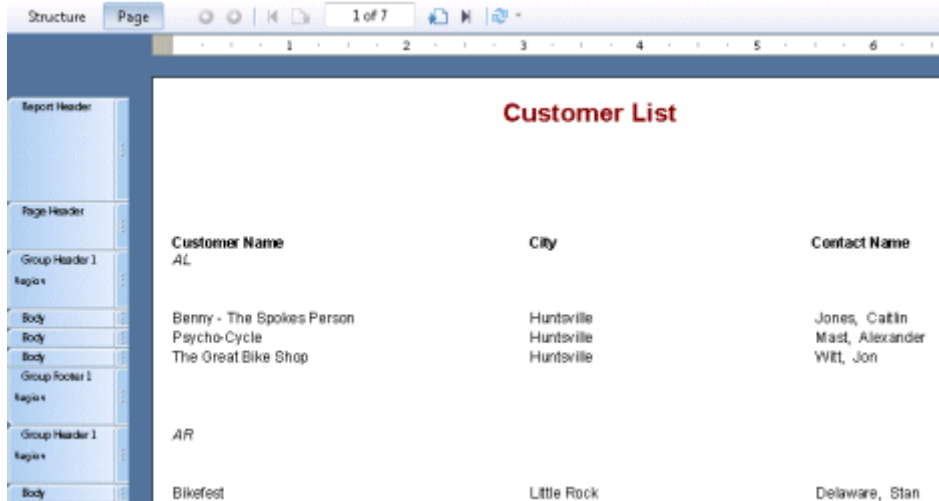 Structure Page 1 of 7
1 2 3 4 5 6
Report Header
Customer List
Page Header
Customer Name City Contact Name
Group Header 1
AL
Region
Body Benny - The Spokes Person Huntsville Jones, Caitlin
Body Psycho-Cycle Huntsville Mast, Alexander
Body The Great Bike Shop Huntsville Witt, Jon
Group Footer 1
Region
Group Header 1 AR
Region
Body Bikefest Little Rock Delaware, Stan